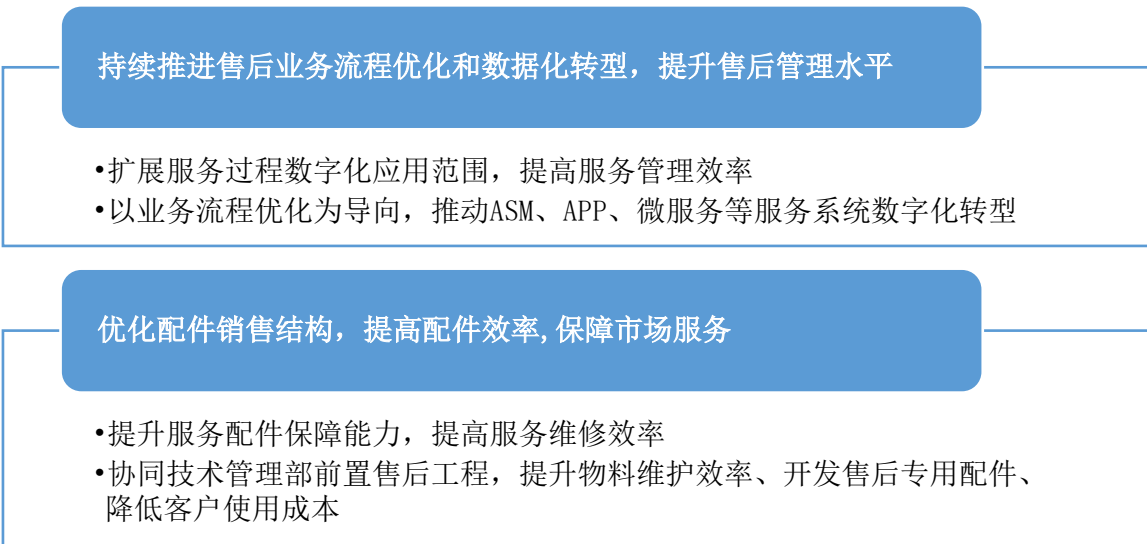 持续推进售后业务流程优化和数据化转型，提升售后管理水平
•扩展服务过程数字化应用范围，提高服务管理效率
•以业务流程优化为导向，推动ASM、APP、微服务等服务系统数字化转型
优化配件销售结构，提高配件效率,保障市场服务
•提升服务配件保障能力，提高服务维修效率
•协同技术管理部前置售后工程，提升物料维护效率、开发售后专用配件、
降低客户使用成本